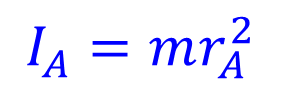 I_A = mr_A^2